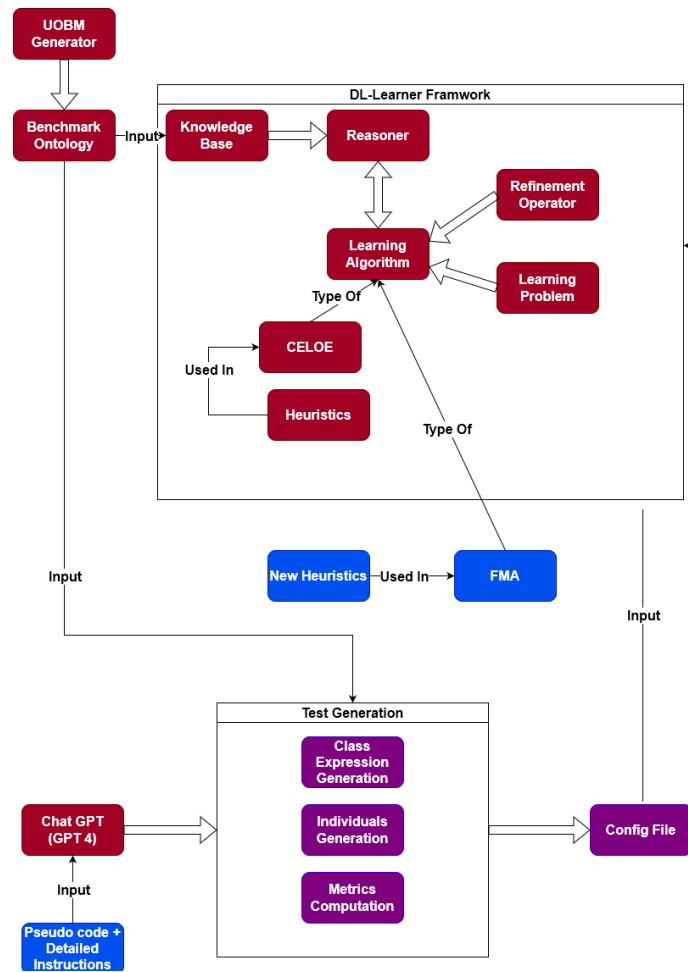 UOBM
Generator
DL-Learner Framwork
Benchmark
Ontology
Input
Knowledge
Base
Reasoner
Refinement
Operator
Learning
Algorithm
Learning
Problem
Type Of
CELOE
Used In
Heuristics
Type Of
Input
New Heuristics
Used In
FMA
Input
Test Generation
Class
Expression
Generation
Chat GPT
(GPT 4)
Individuals
Generation
Config File
Input
Metrics
Computation
Pseudo code +
Detailed
Instructions